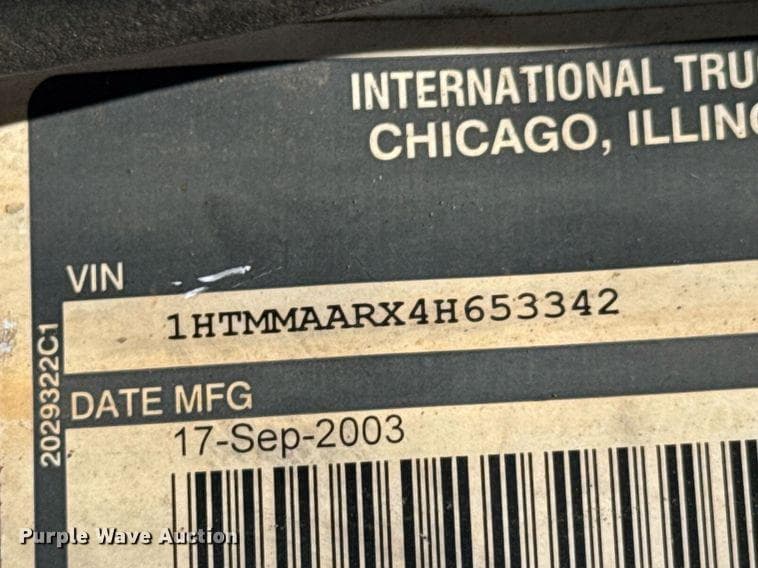 INTERNATIONAL TRU
CHICAGO, ILLIN
VIN
1HTMMAARX4H653342
DATE MFG
17-Sep-2003
2029322C1
Purple Wave Auction